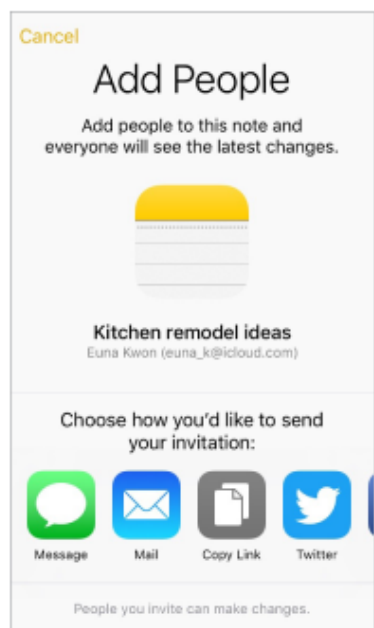 Cancel
Add People
Add people to this note and
everyone will see the latest changes.
Kitchen remodel ideas
Euna Kwon (euna_k@icloud.com)
Choose how you'd like to send
your invitation:
Message Mail Copy Link Twitter
People you invite can make changes.